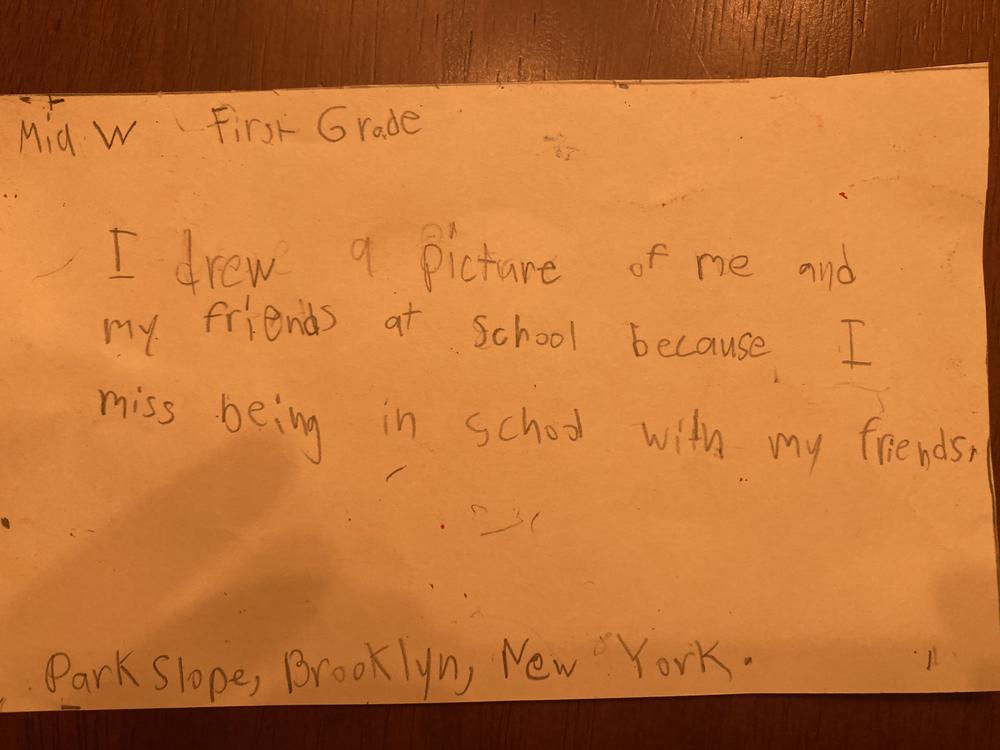 Mia W First Grade
I drew a picture of me and
my friends at school because I
miss being in school with my friends.
Park Slope, Brooklyn, New York.